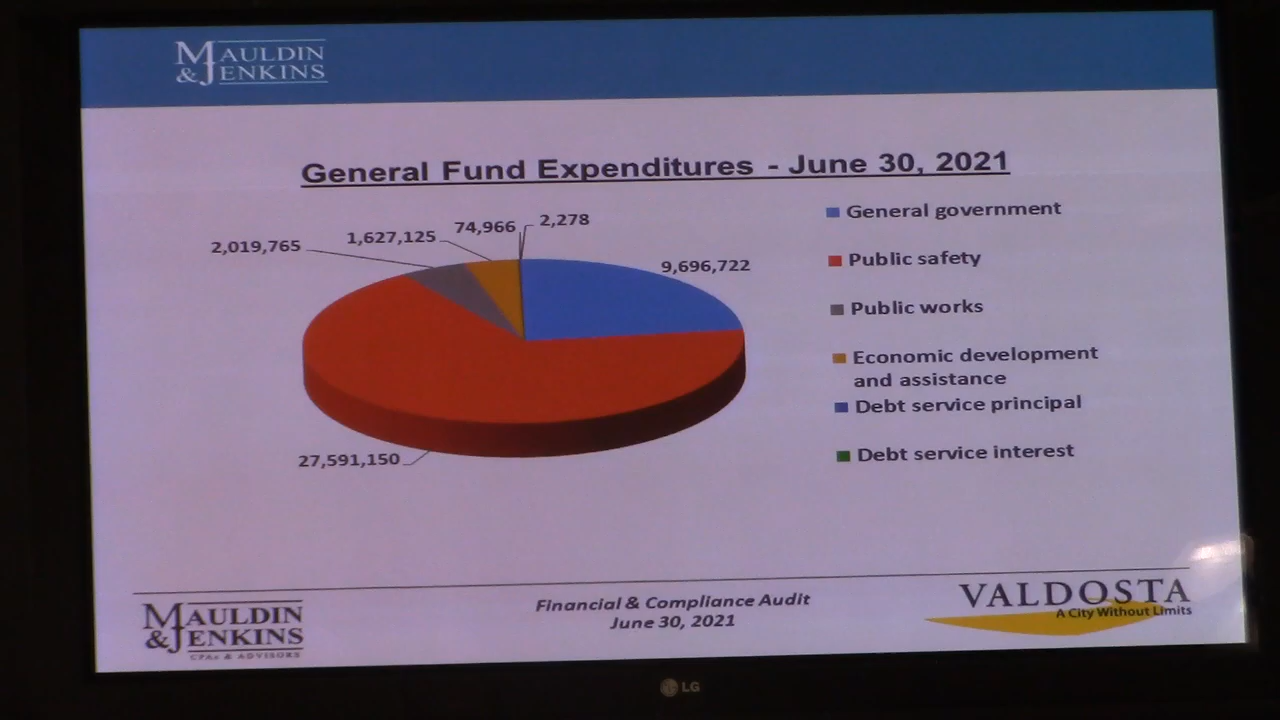 MAULDIN
& JENKINS
General Fund Expenditures - June 30, 2021
2,019,765
1,627,125
74,966
2,278
9,696,722
27,591,150
General government
Public safety
Public works
Economic development
and assistance
Debt service principal
Debt service interest
MAULDIN
& JENKINS
CPAs & ADVISORS
Financial & Compliance Audit
June 30, 2021
VALDOSTA
A City Without Limits
LG